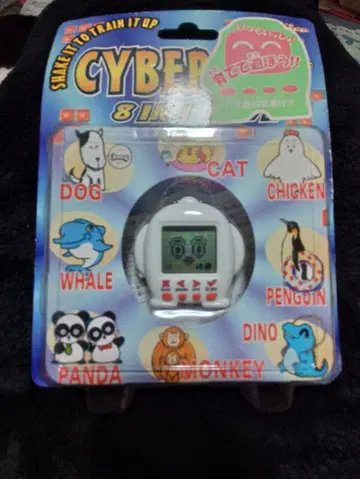 SHAKE IT TO TRAIN IT UP
CYBER
8 IN
育てて遊ぼう!!
DOG
CAT
CHICKEN
WHALE
PENGUIN
PANDA
MONKEY
DINO